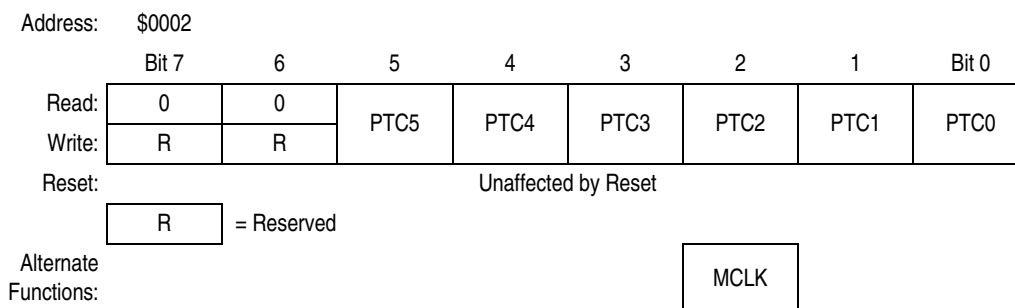 Address: $0002
Bit 7 6 5 4 3 2 1 Bit 0
Read: 0 0 PTC5 PTC4 PTC3 PTC2 PTC1 PTC0
Write: R R
Reset: Unaffected by Reset
R = Reserved
Alternate
Functions: MCLK